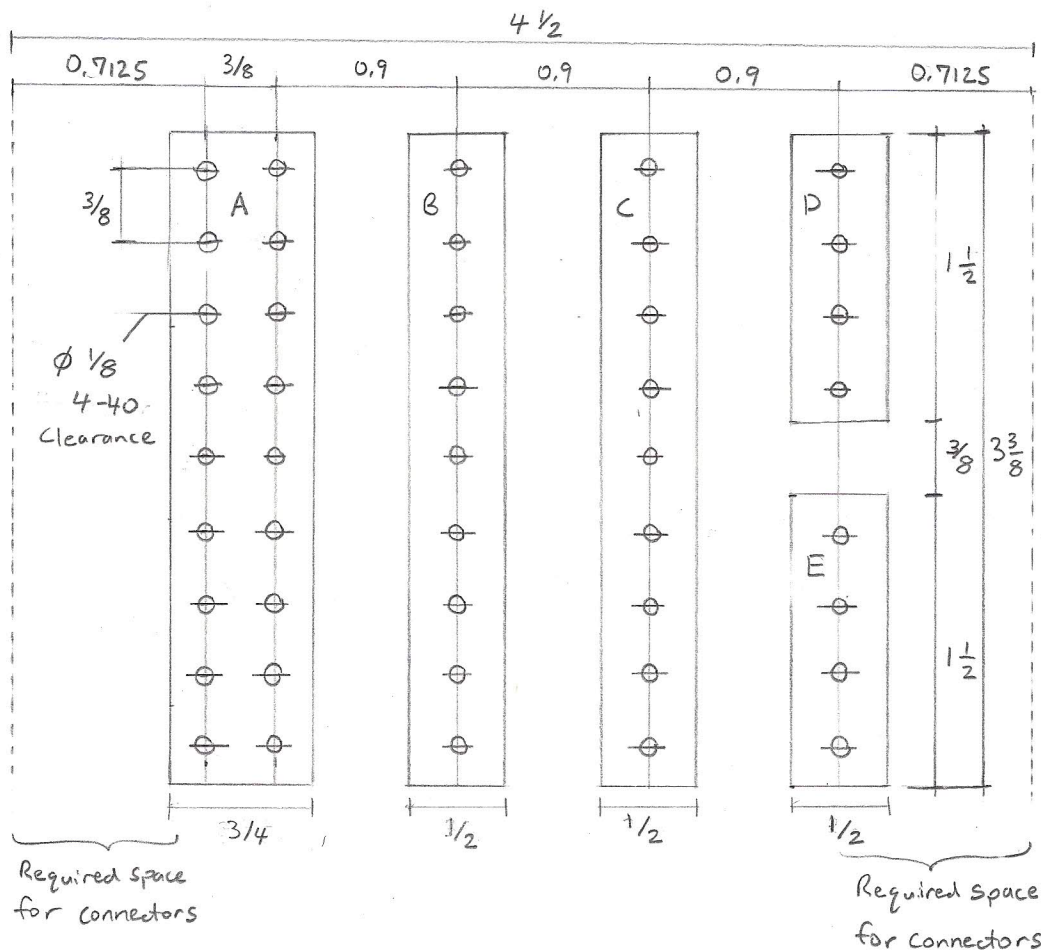 4 1/2
0.7125 3/8 0.9 0.9 0.9 0.7125
3/8
A
B
C
D
1 1/2
Φ 1/8
4-40
Clearance
3/8
3 3/8
E
1 1/2
3/4
1/2
1/2
1/2
Required space
for connectors
Required space
for connectors